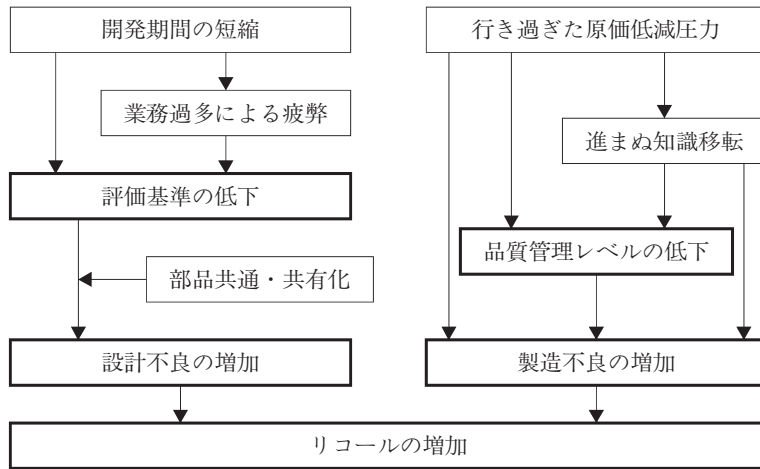 開発期間の短縮
行き過ぎた原価低減圧力
業務過多による疲弊
進まぬ知識移転
評価基準の低下
品質管理レベルの低下
部品共通・共有化
設計不良の増加
製造不良の増加
リコールの増加